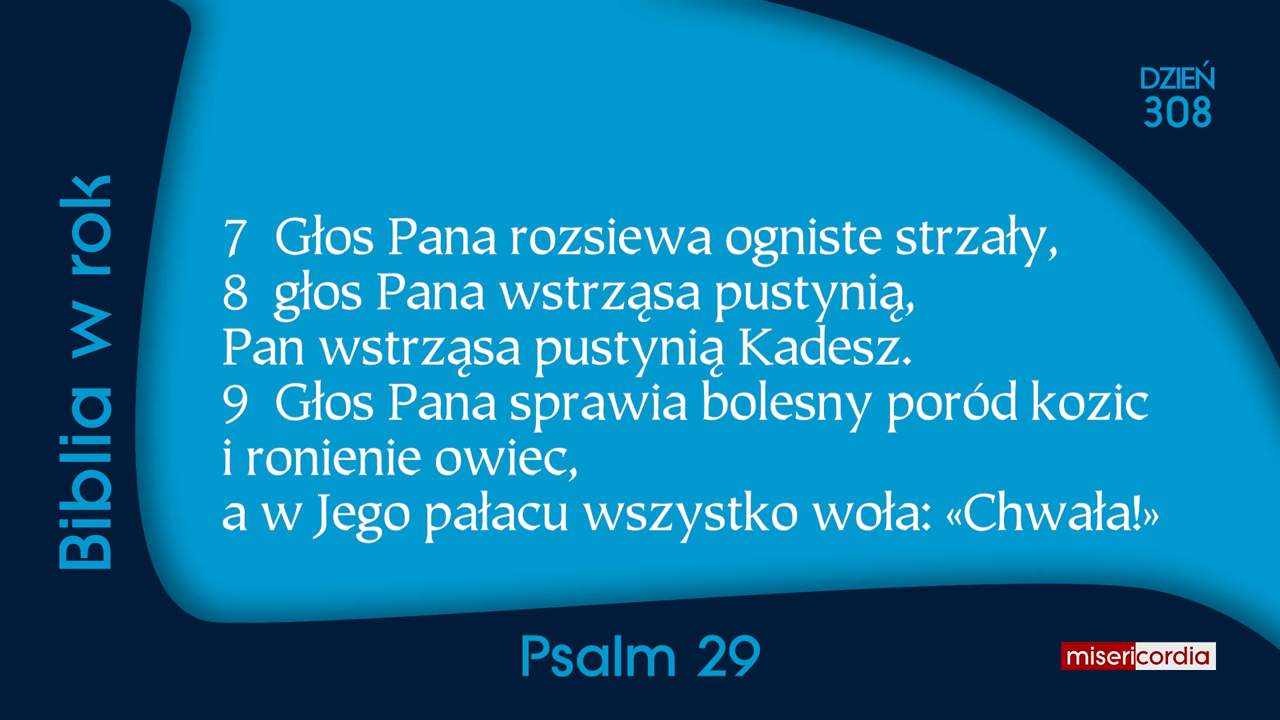 DZIEŃ
308
Biblia w rok
7 Głos Pana rozsiewa ogniste strzały,
8 głos Pana wstrząsa pustynią,
Pan wstrząsa pustynią Kadesz.
9 Głos Pana sprawia bolesny poród kozic
i ronienie owiec,
a w Jego pałacu wszystko woła: «Chwała!»
Psalm 29
misericordia